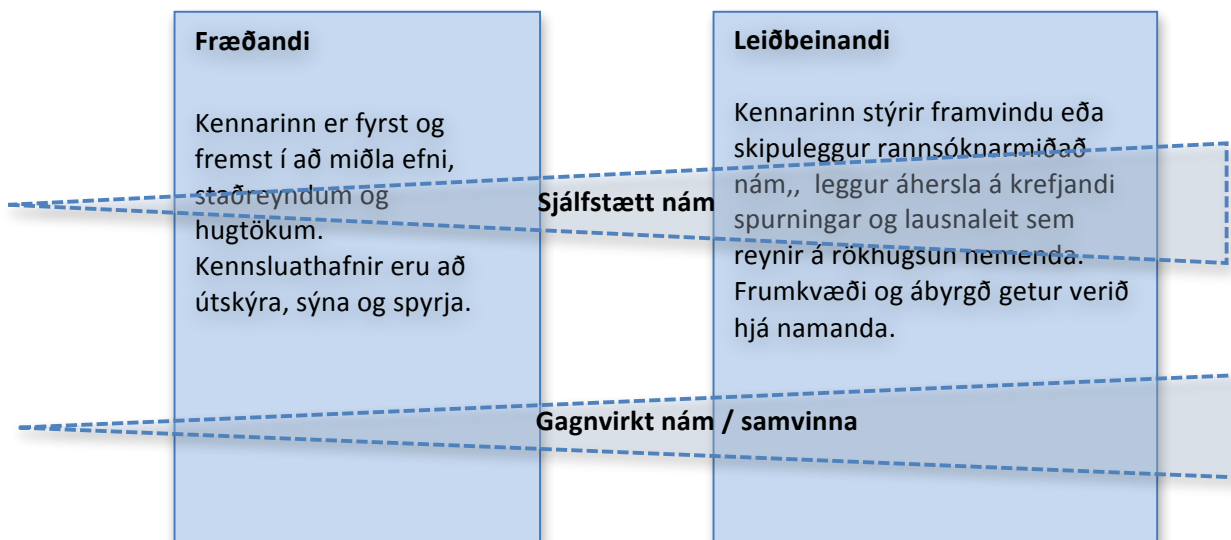 Fræðandi
Kennarinn er fyrst og
fremst í að miðla efni,
staðreyndum og
hugtökum.
Kennsluathafnir eru að
útskýra, sýna og spyrja.
Leiðbeinandi
Kennarinn stýrir framvindu eða
skipuleggur rannsóknarmiðað
nám,, leggur áhersla á krefjandi
spurningar og lausnaleit sem
reynir á rökhugsun nemenda.
Frumkvæði og ábyrgð getur verið
hjá namanda.
Sjálfstætt nám
Gagnvirkt nám / samvinna